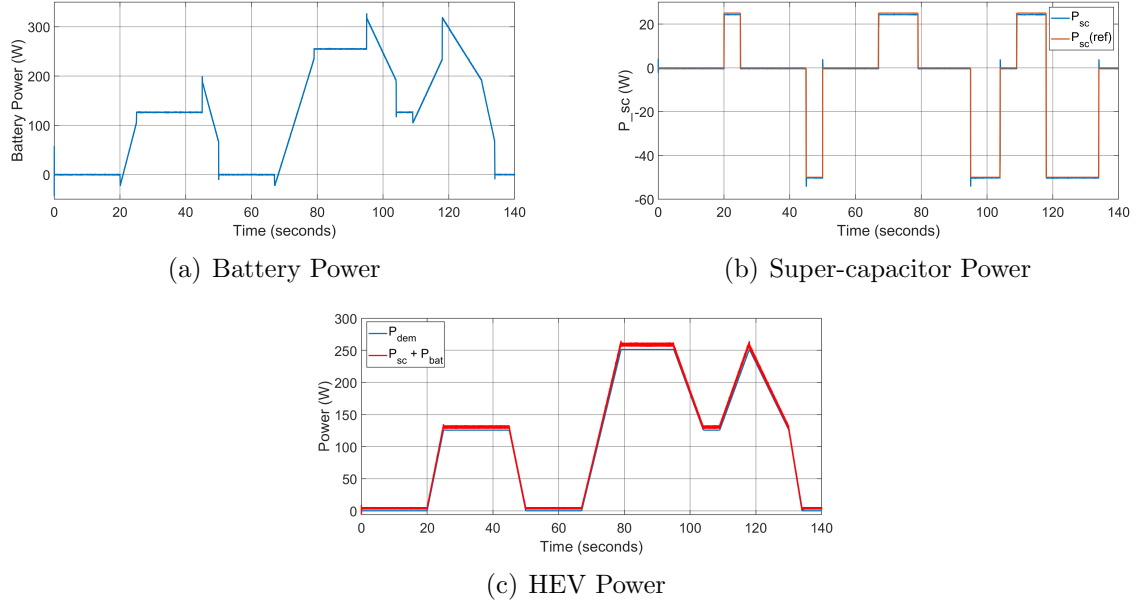 Battery Power (W)
300
200
100
0
0 20 40 60 80 100 120 140
Time (seconds)
(a) Battery Power
P_sc (W)
20
0
-20
-40
-60
P_sc
P_sc(ref)
0 20 40 60 80 100 120 140
Time (seconds)
(b) Super-capacitor Power
Power (W)
300
250
200
150
100
50
0
P_dem
P_sc + P_bat
0 20 40 60 80 100 120 140
Time (seconds)
(c) HEV Power